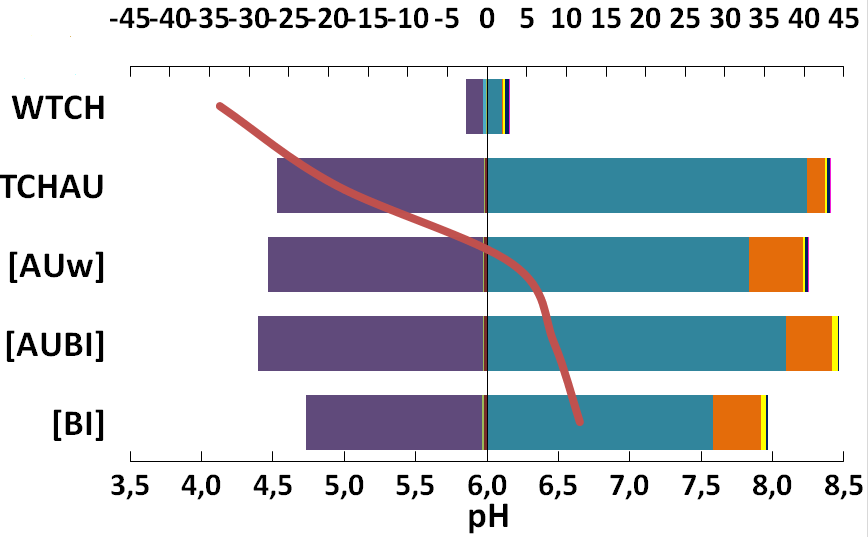 -45-40-35-30-25-20-15-10 -5 0 5 10 15 20 25 30 35 40 45
WTCH
TCHAU
[AUw]
[AUBI]
[BI]
3,5 4,0 4,5 5,0 5,5 6,0 6,5 7,0 7,5 8,0 8,5
pH